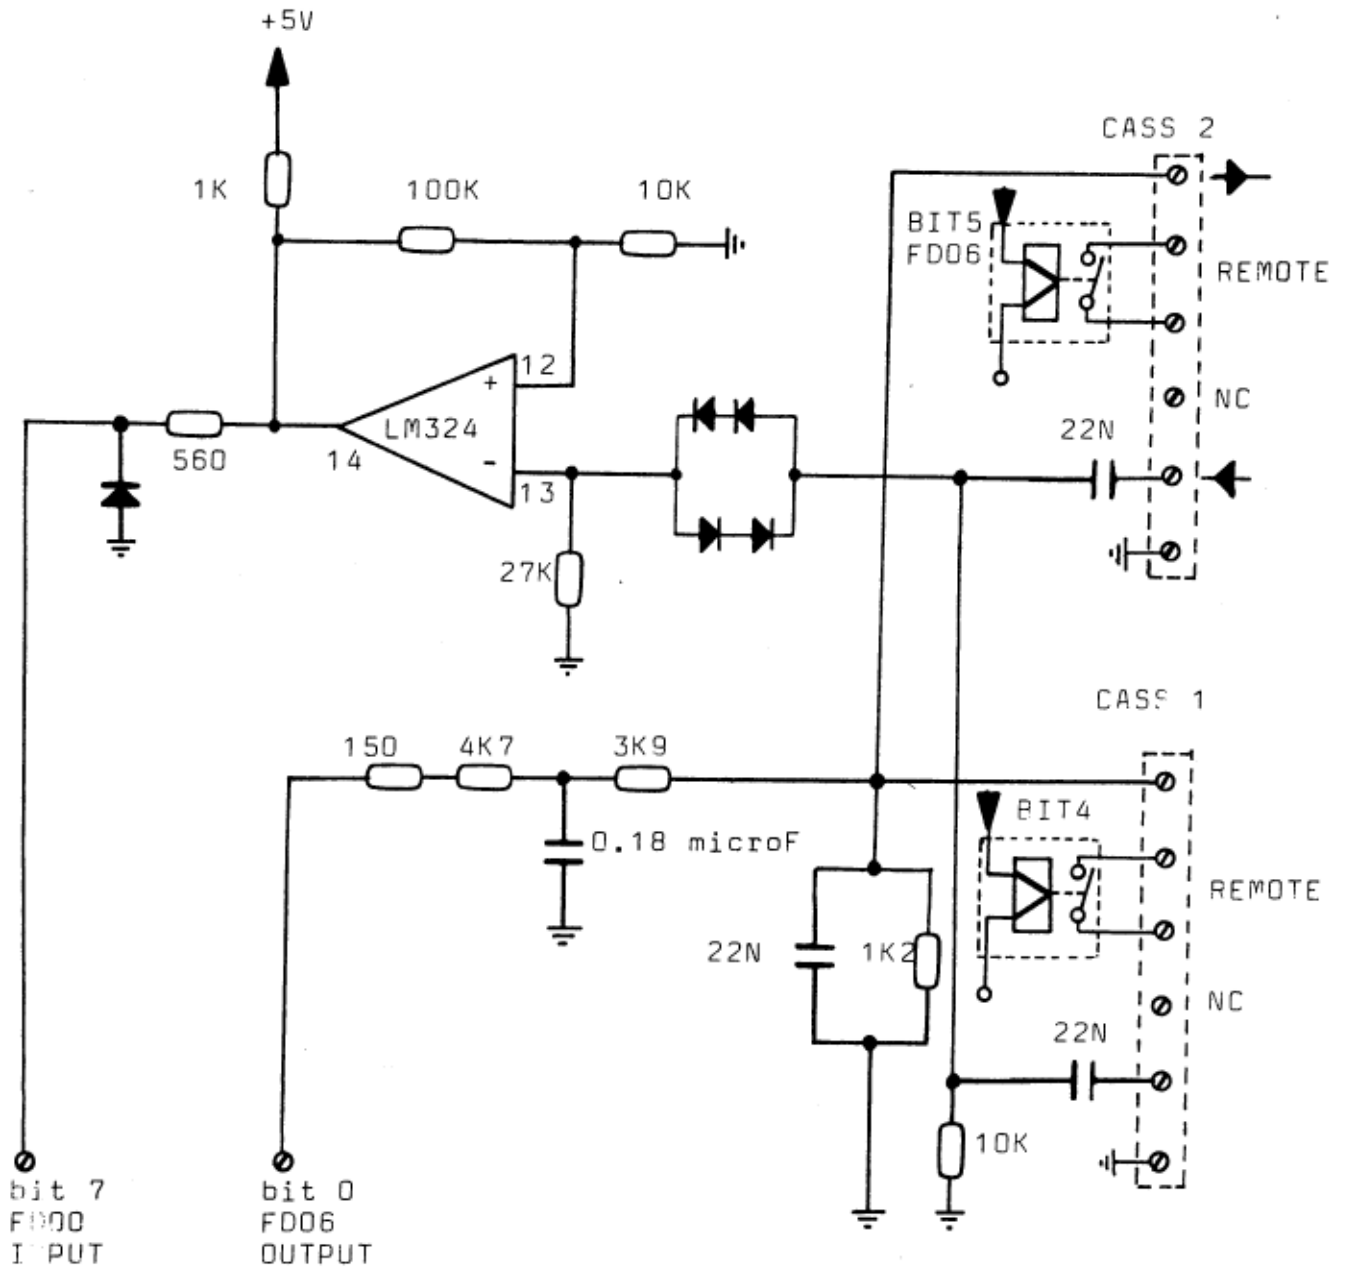 +5V
CASS 2
1K
100K
10K
BIT5
FD06
REMOTE
12
+
LM324
NC
22N
560
14
-
13
27K
CASS 1
150
4K7
3K9
BIT4
0.18 microF
REMOTE
22N
1K2
NC
22N
10K
bit 7
bit 0
FD06
PUT
OUTPUT